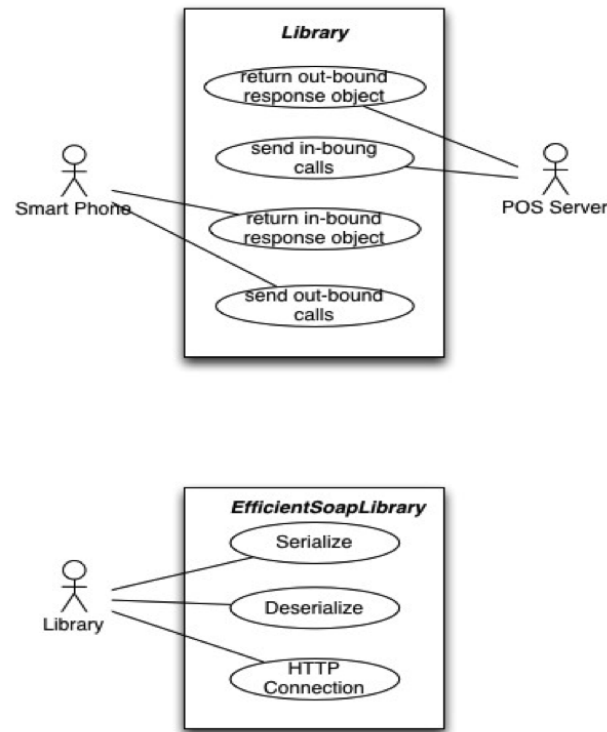 Library
return out-bound
response object
send in-boung
calls
Smart Phone
POS Server
return in-bound
response object
send out-bound
calls
EfficientSoapLibrary
Serialize
Deserialize
Library
HTTP
Connection